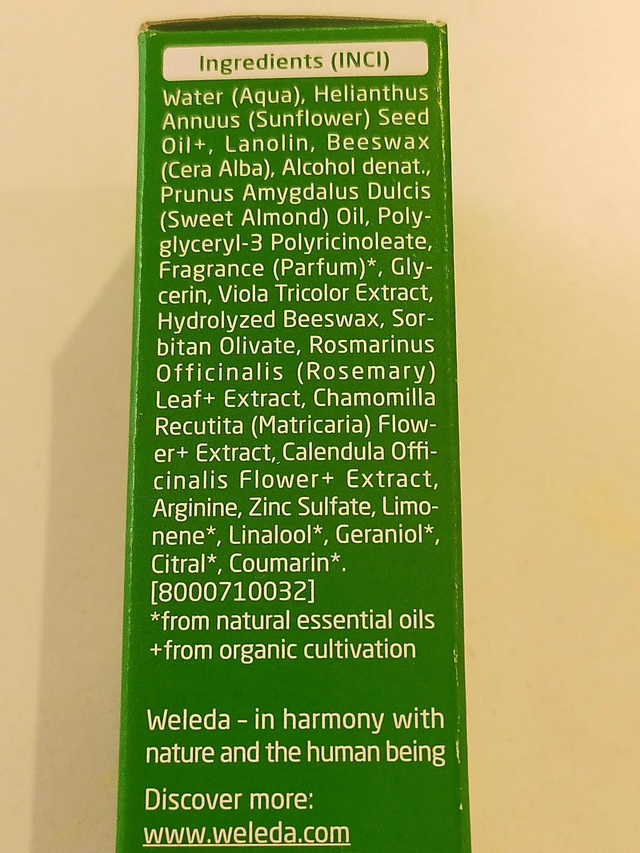 Ingredients (INCI)
Water (Aqua), Helianthus
Annuus (Sunflower) Seed
Oil+, Lanolin, Beeswax
(Cera Alba), Alcohol denat.,
Prunus Amygdalus Dulcis
(Sweet Almond) Oil, Poly-
glyceryl-3 Polyricinoleate,
Fragrance (Parfum)*, Gly-
cerin, Viola Tricolor Extract,
Hydrolyzed Beeswax, Sor-
bitan Olivate, Rosmarinus
Officinalis (Rosemary)
Leaf+ Extract, Chamomilla
Recutita (Matricaria) Flow-
er+ Extract, Calendula Offi-
cinalis Flower+ Extract,
Arginine, Zinc Sulfate, Limo-
nene*, Linalool*, Geraniol*,
Citral*, Coumarin*.
[8000710032]
*from natural essential oils
+from organic cultivation
Weleda – in harmony with
nature and the human being
Discover more:
www.weleda.com